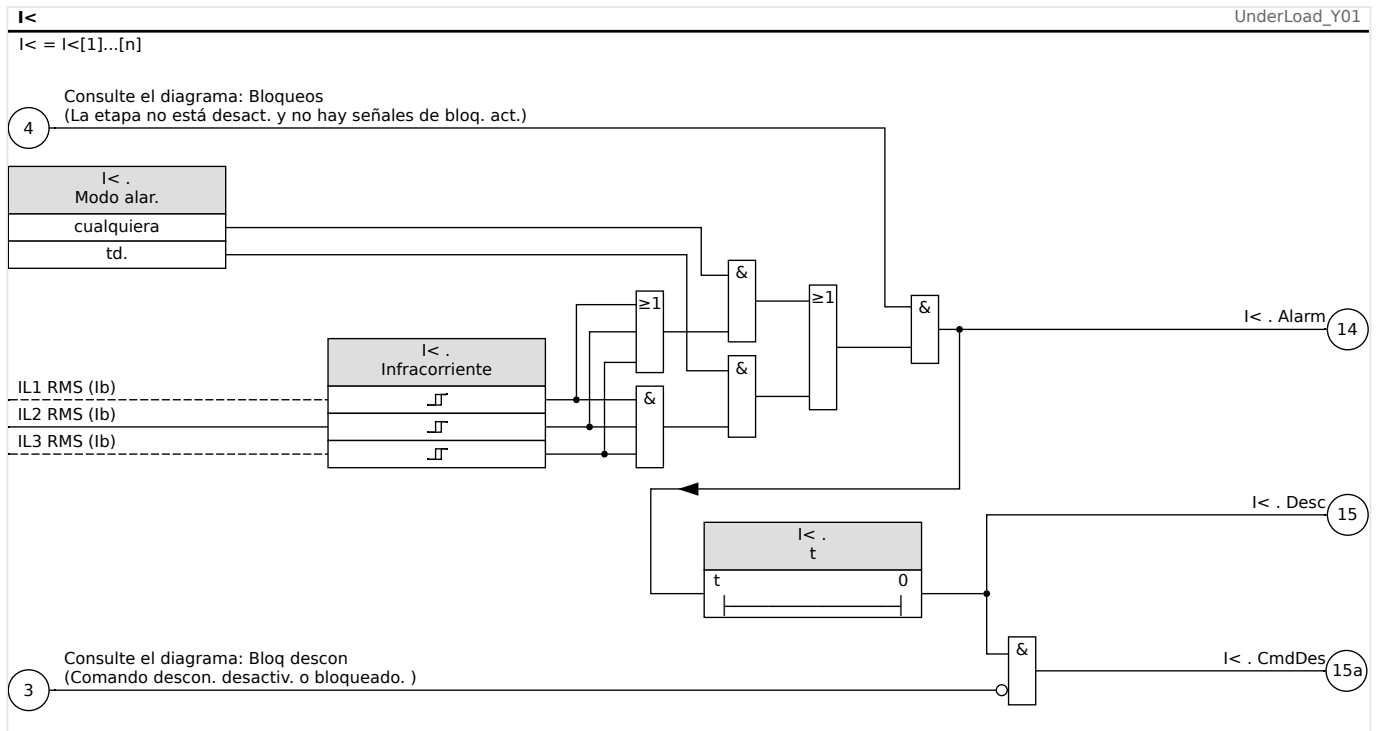 I<
UnderLoad_Y01
I< = I<[1]...[n]
Consulte el diagrama: Bloqueos
(La etapa no está desact. y no hay señales de bloq. act.)
4
I< .
Modo alar.
cualquiera
td.
&
≥1
≥1
&
I< . Alarm
14
I< .
Infracorriente
&
IL1 RMS (Ib)
&
IL2 RMS (Ib)
IL3 RMS (Ib)
I< . Desc
15
I< .
t
t
0
Consulte el diagrama: Bloq descon
(Comando descon. desactiv. o bloqueado. )
3
&
I< . CmdDes
15a